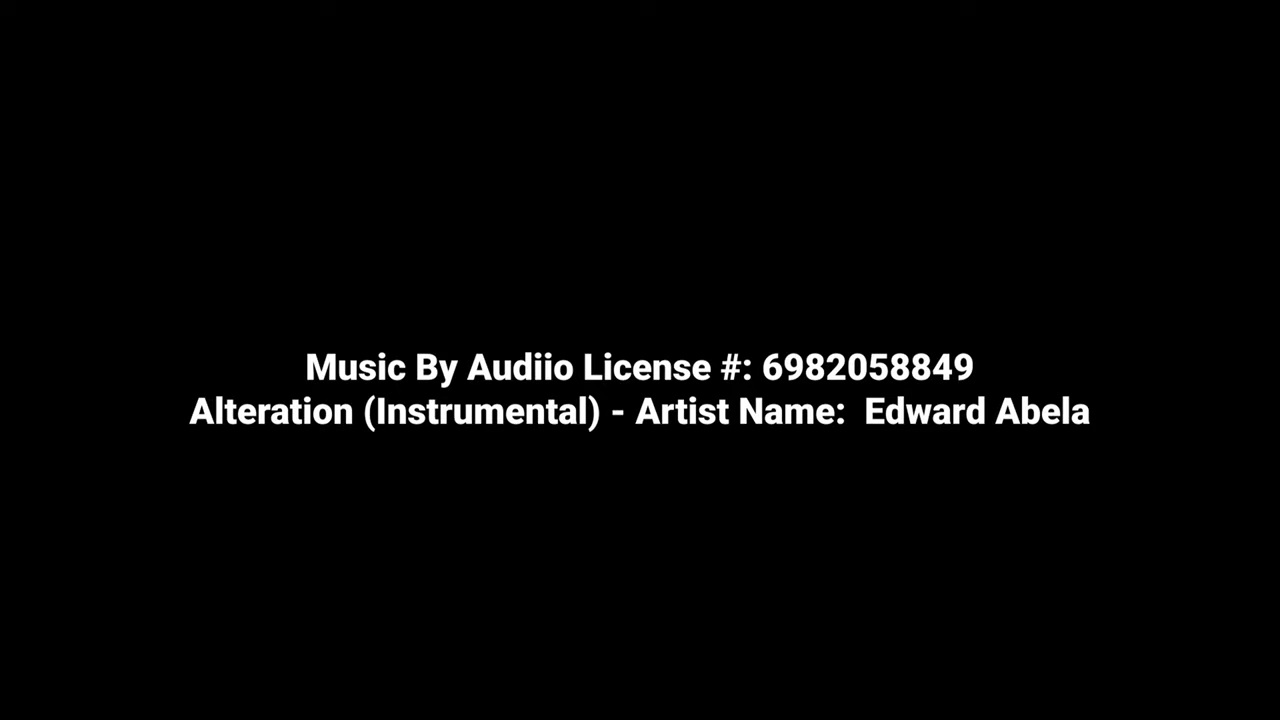 Music By Audiio License #: 6982058849
Alteration (Instrumental) - Artist Name:  Edward Abela